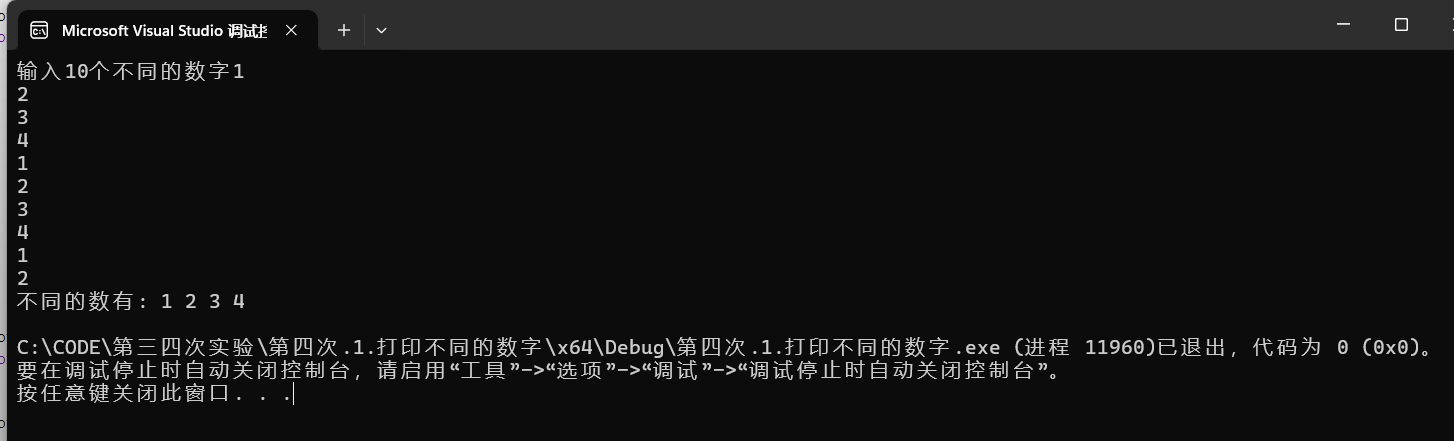 Microsoft Visual Studio 调试
输入10个不同的数字1
2
3
4
1
2
3
4
1
2
不同的数有: 1 2 3 4
C:\CODE\第三四次实验\第四次.1.打印不同的数字\x64\Debug\第四次.1.打印不同的数字.exe (进程 11960)已退出，代码为 0 (0x0)。
要在调试停止时自动关闭控制台，请启用“工具”->“选项”->“调试”->“调试停止时自动关闭控制台”。
按任意键关闭此窗口. . .